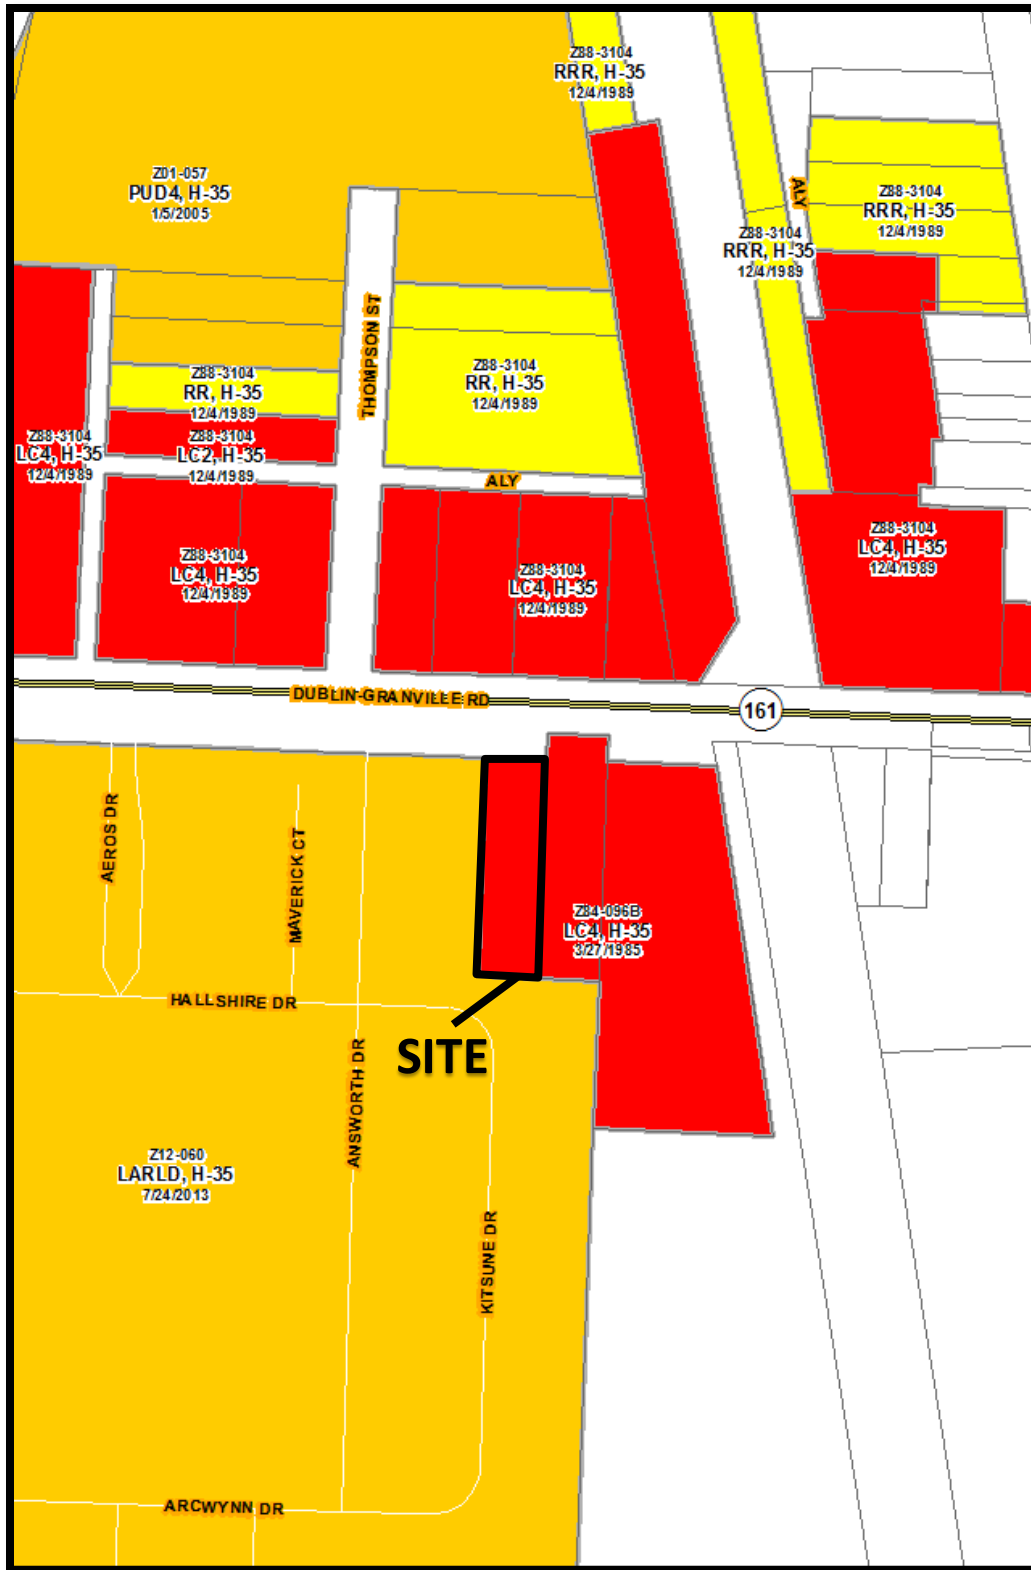 Z88-3104
RRR, H-35
12/4/1989
Z01-057
PUD4, H-35
1/5/2005
ALY
Z88-3104
RRR, H-35
12/4/1989
Z88-3104
RRR, H-35
12/4/1989
THOMPSON ST
Z88-3104
RR, H-35
12/4/1989
Z88-3104
RR, H-35
12/4/1989
Z88-3104
LC4, H-35
12/4/1989
Z88-3104
LC2, H-35
12/4/1989
ALY
Z88-3104
LC4, H-35
12/4/1989
Z88-3104
LC4, H-35
12/4/1989
Z88-3104
LC4, H-35
12/4/1989
DUBLIN-GRANVILLE RD
161
AEROS DR
MAVERICK CT
Z84-096B
LC4, H-35
3/27/1985
HALLSHIRE DR
SITE
ANSWORTH DR
Z12-060
LARLD, H-35
7/24/2013
KITSUNE DR
ARCWYNN DR